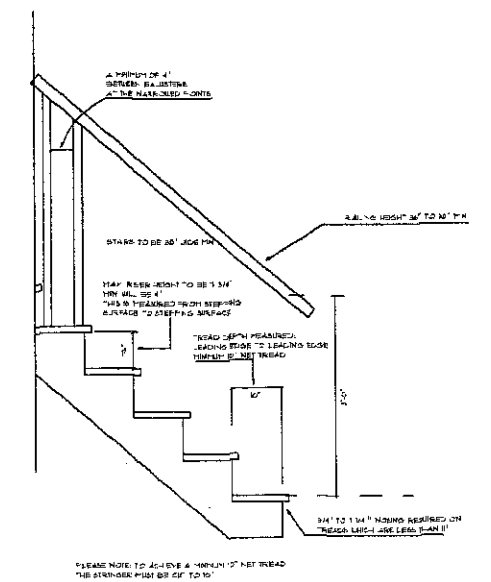 A MINIMUM OF 4"
BETWEEN BALUSTERS
AT THE NARROWED POINTS
RAILING HEIGHT 36" TO 38" MIN
STAIRS TO BE 36" WIDE MIN
MAX RISER HEIGHT TO BE 7 3/4"
MIN WILL BE 4"
THIS IS MEASURED FROM STEPPING
SURFACE TO STEPPING SURFACE
TREAD DEPTH MEASURED:
LEADING EDGE TO LEADING EDGE
MINIMUM 10" NET TREAD
10"
3'-0"
3/4" TO 1 1/4" NOSING REQUIRED ON
TREADS WHICH ARE LESS THAN 11"
PLEASE NOTE: TO ACHIEVE A MINIMUM 10" NET TREAD
THE STRINGER MUST BE CUT TO 10"